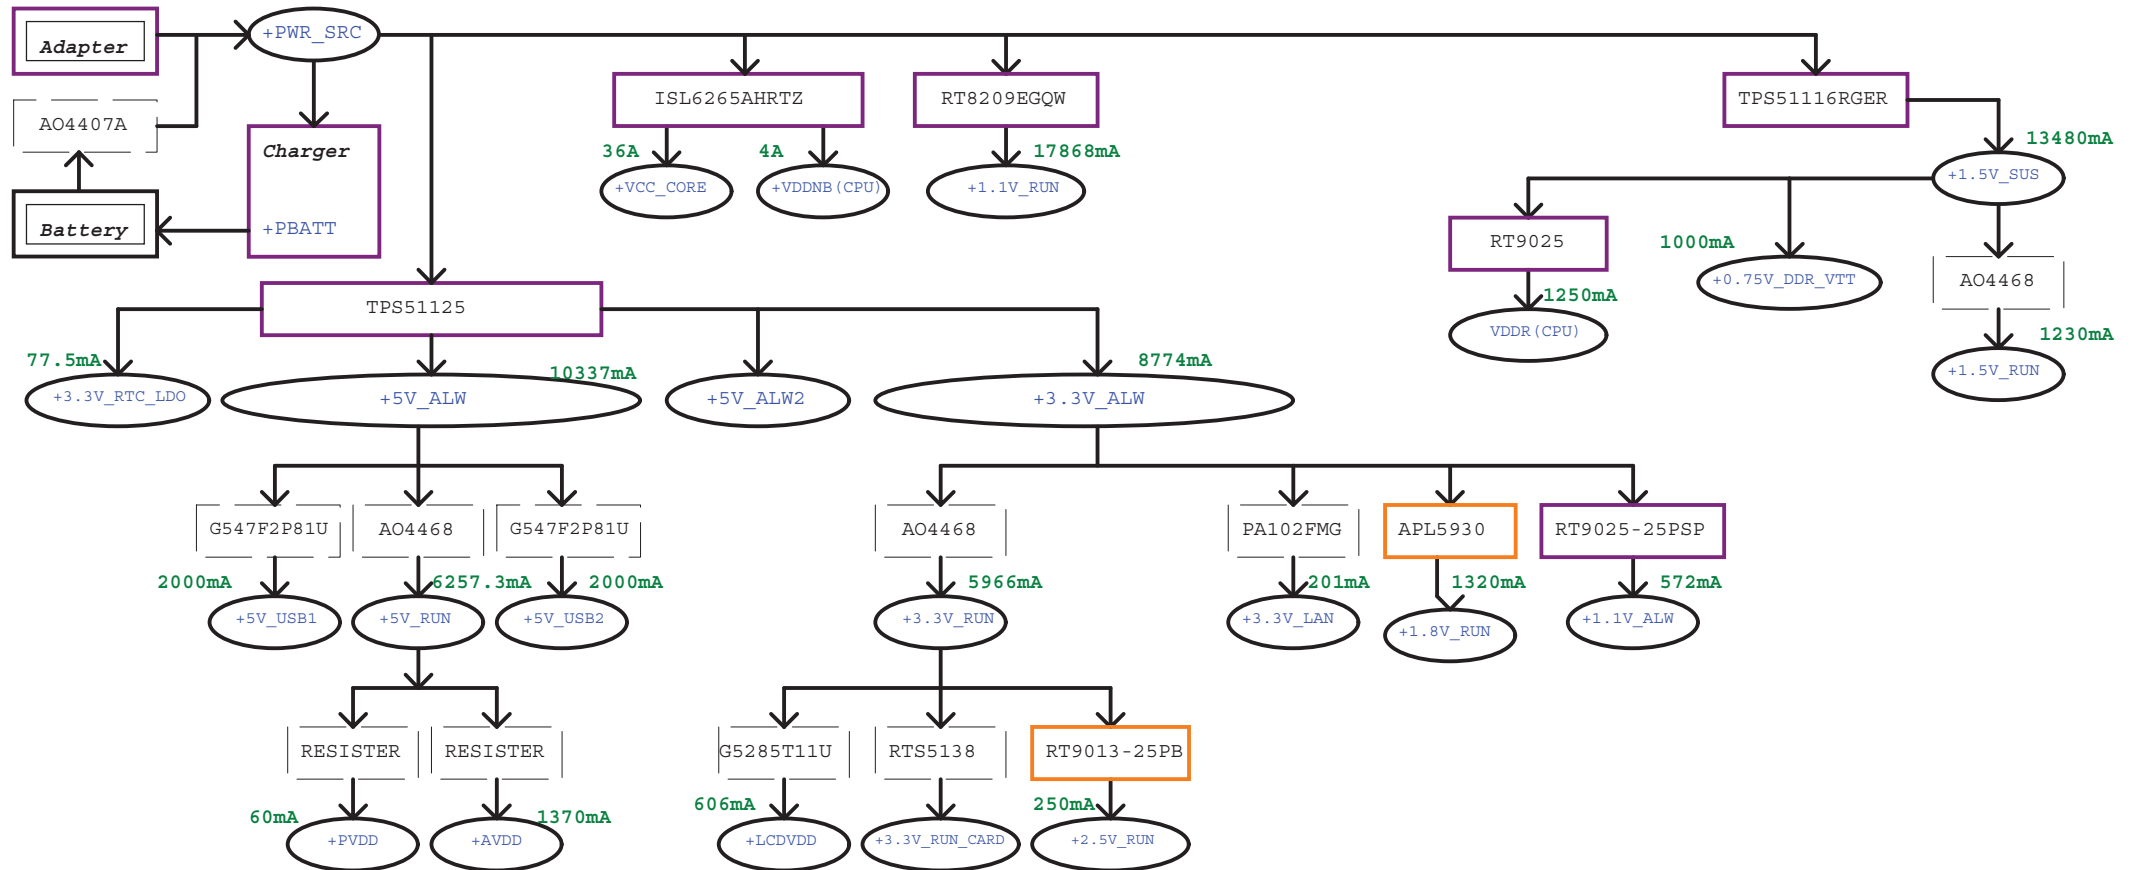 Adapter
+PWR_SRC
AO4407A
ISL6265AHRTZ
RT8209EGQW
TPS51116RGER
Charger
36A
4A
17868mA
13480mA
+VCC_CORE
+VDDNB(CPU)
+1.1V_RUN
+1.5V_SUS
Battery
+PBATT
RT9025
1000mA
+0.75V_DDR_VTT
AO4468
TPS51125
1250mA
VDDR(CPU)
1230mA
+1.5V_RUN
77.5mA
10337mA
8774mA
+3.3V_RTC_LDO
+5V_ALW
+5V_ALW2
+3.3V_ALW
G547F2P81U
AO4468
G547F2P81U
AO4468
PA102FMG
APL5930
RT9025-25PSP
2000mA
6257.3mA
2000mA
5966mA
201mA
1320mA
572mA
+5V_USB1
+5V_RUN
+5V_USB2
+3.3V_RUN
+3.3V_LAN
+1.8V_RUN
+1.1V_ALW
RESISTER
RESISTER
G5285T11U
RTS5138
RT9013-25PB
60mA
1370mA
606mA
250mA
+PVDD
+AVDD
+LCDVDD
+3.3V_RUN_CARD
+2.5V_RUN